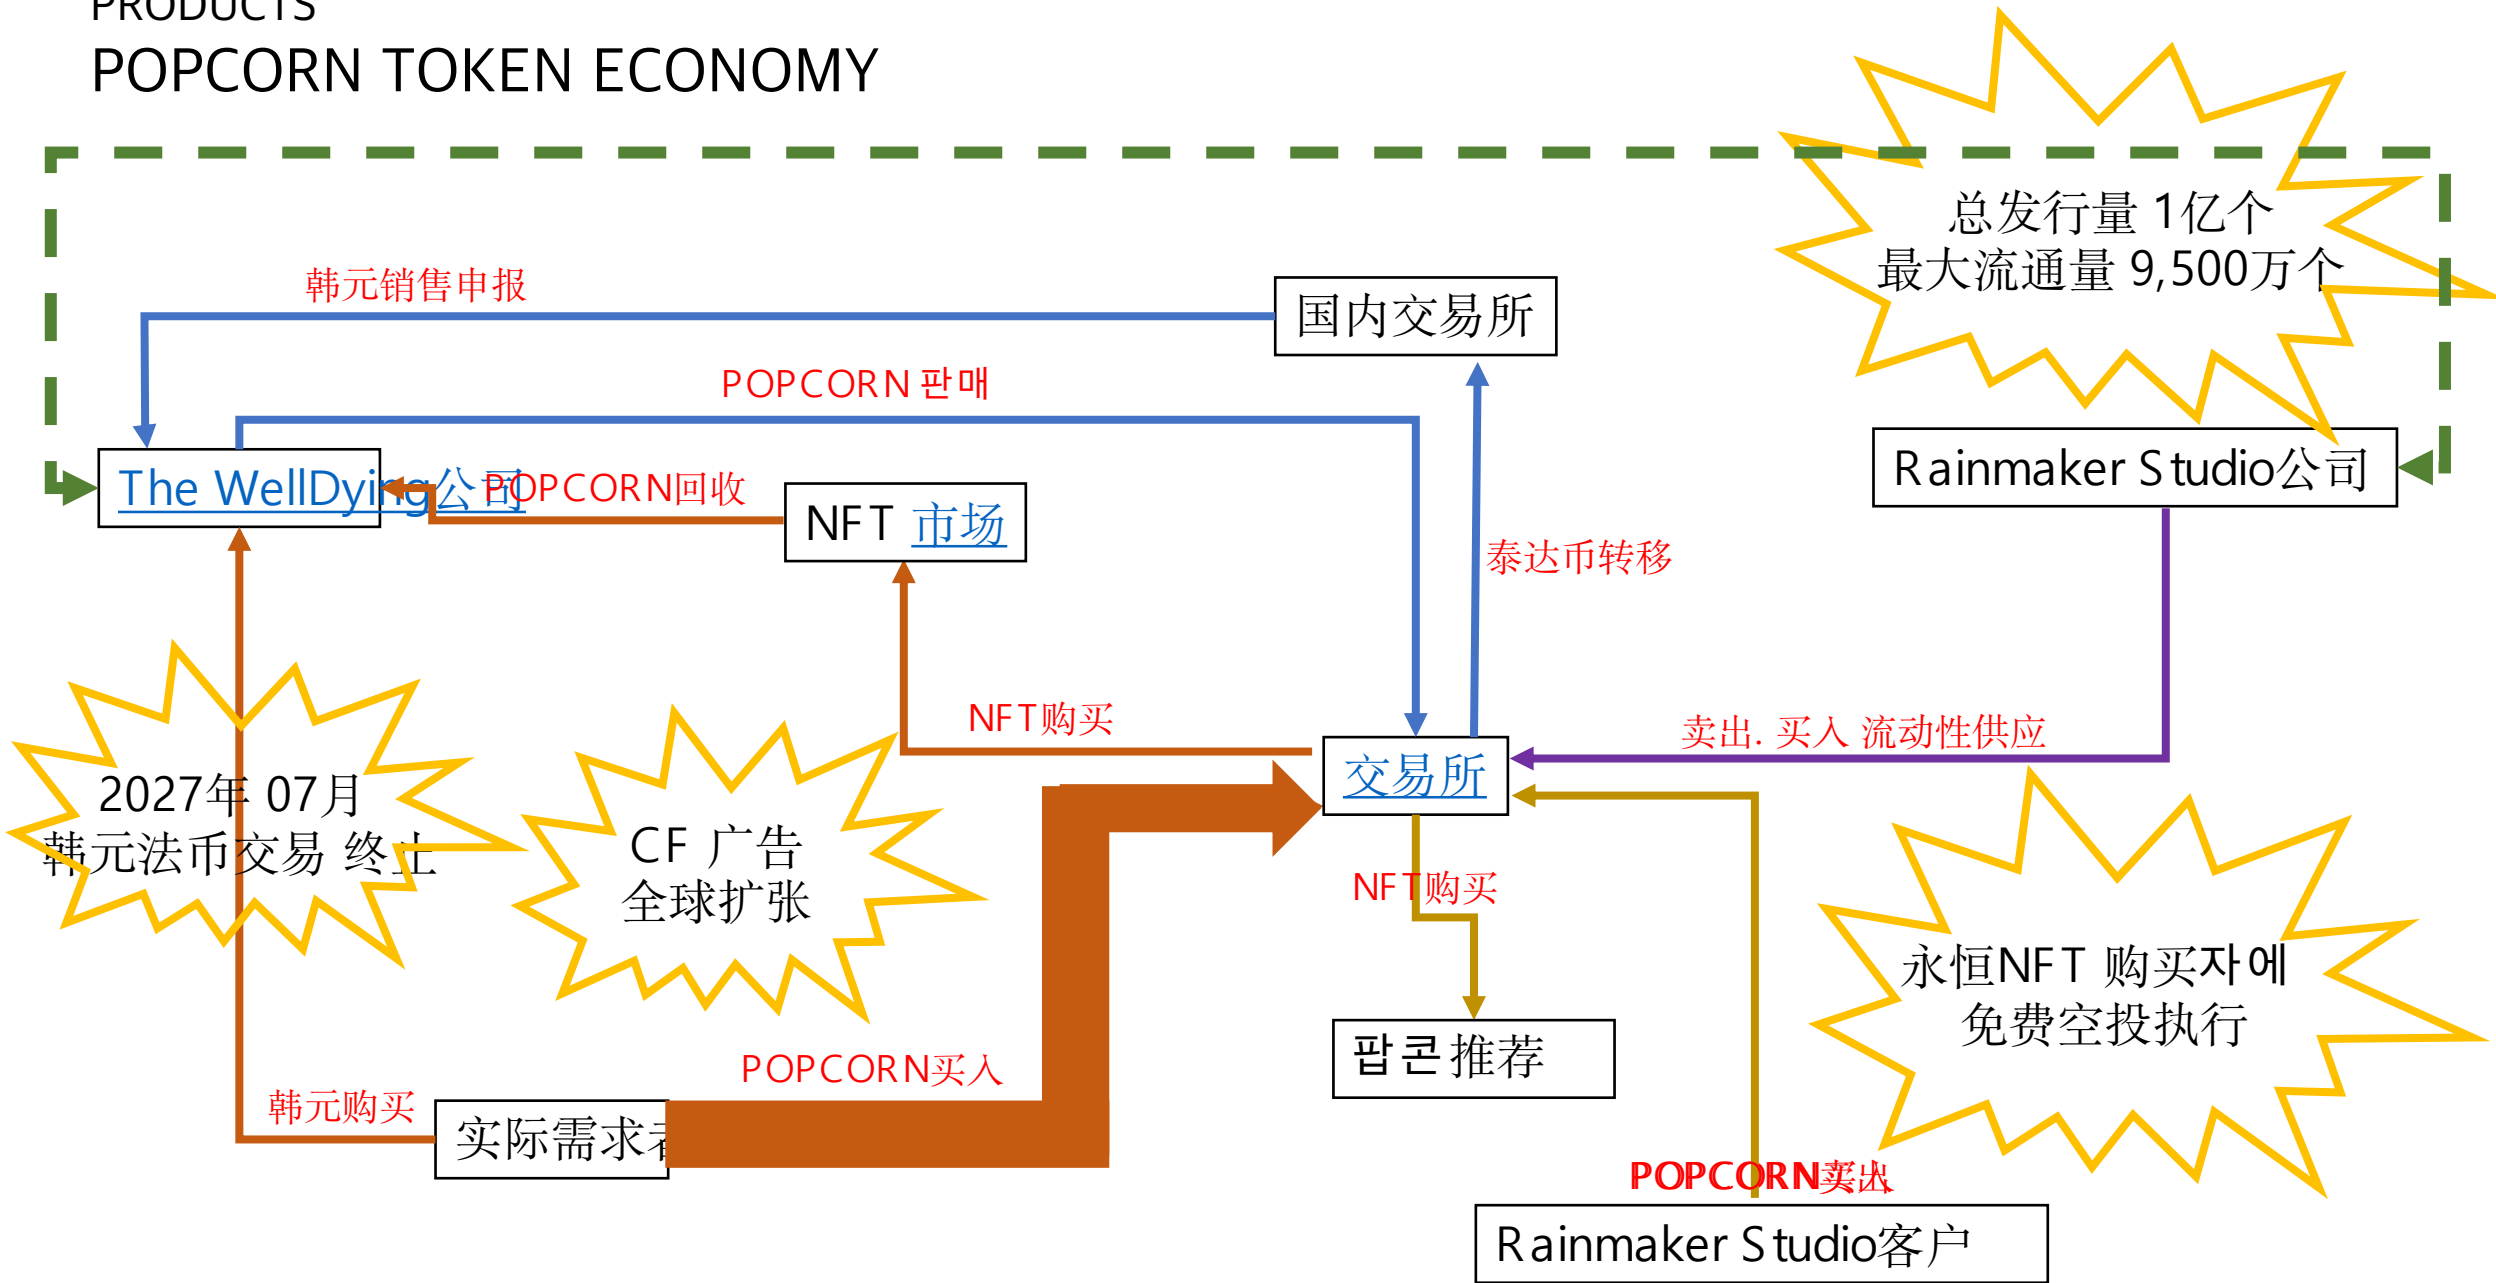 PRODUCTS
POPCORN TOKEN ECONOMY
总发行量 1亿个
最大流通量 9,500万个
韩元销售申报
国内交易所
POPCORN 판매
The WellDying公司
POPCORN回收
NFT 市场
Rainmaker Studio公司
泰达币转移
NFT购买
卖出. 买入 流动性供应
交易所
2027年 07月
韩元法币交易 终止
CF 广告
全球扩张
NFT购买
永恒NFT 购买자에
免费空投执行
팝콘推荐
POPCORN买入
韩元购买
实际需求者
POPCORN卖出
Rainmaker Studio客户